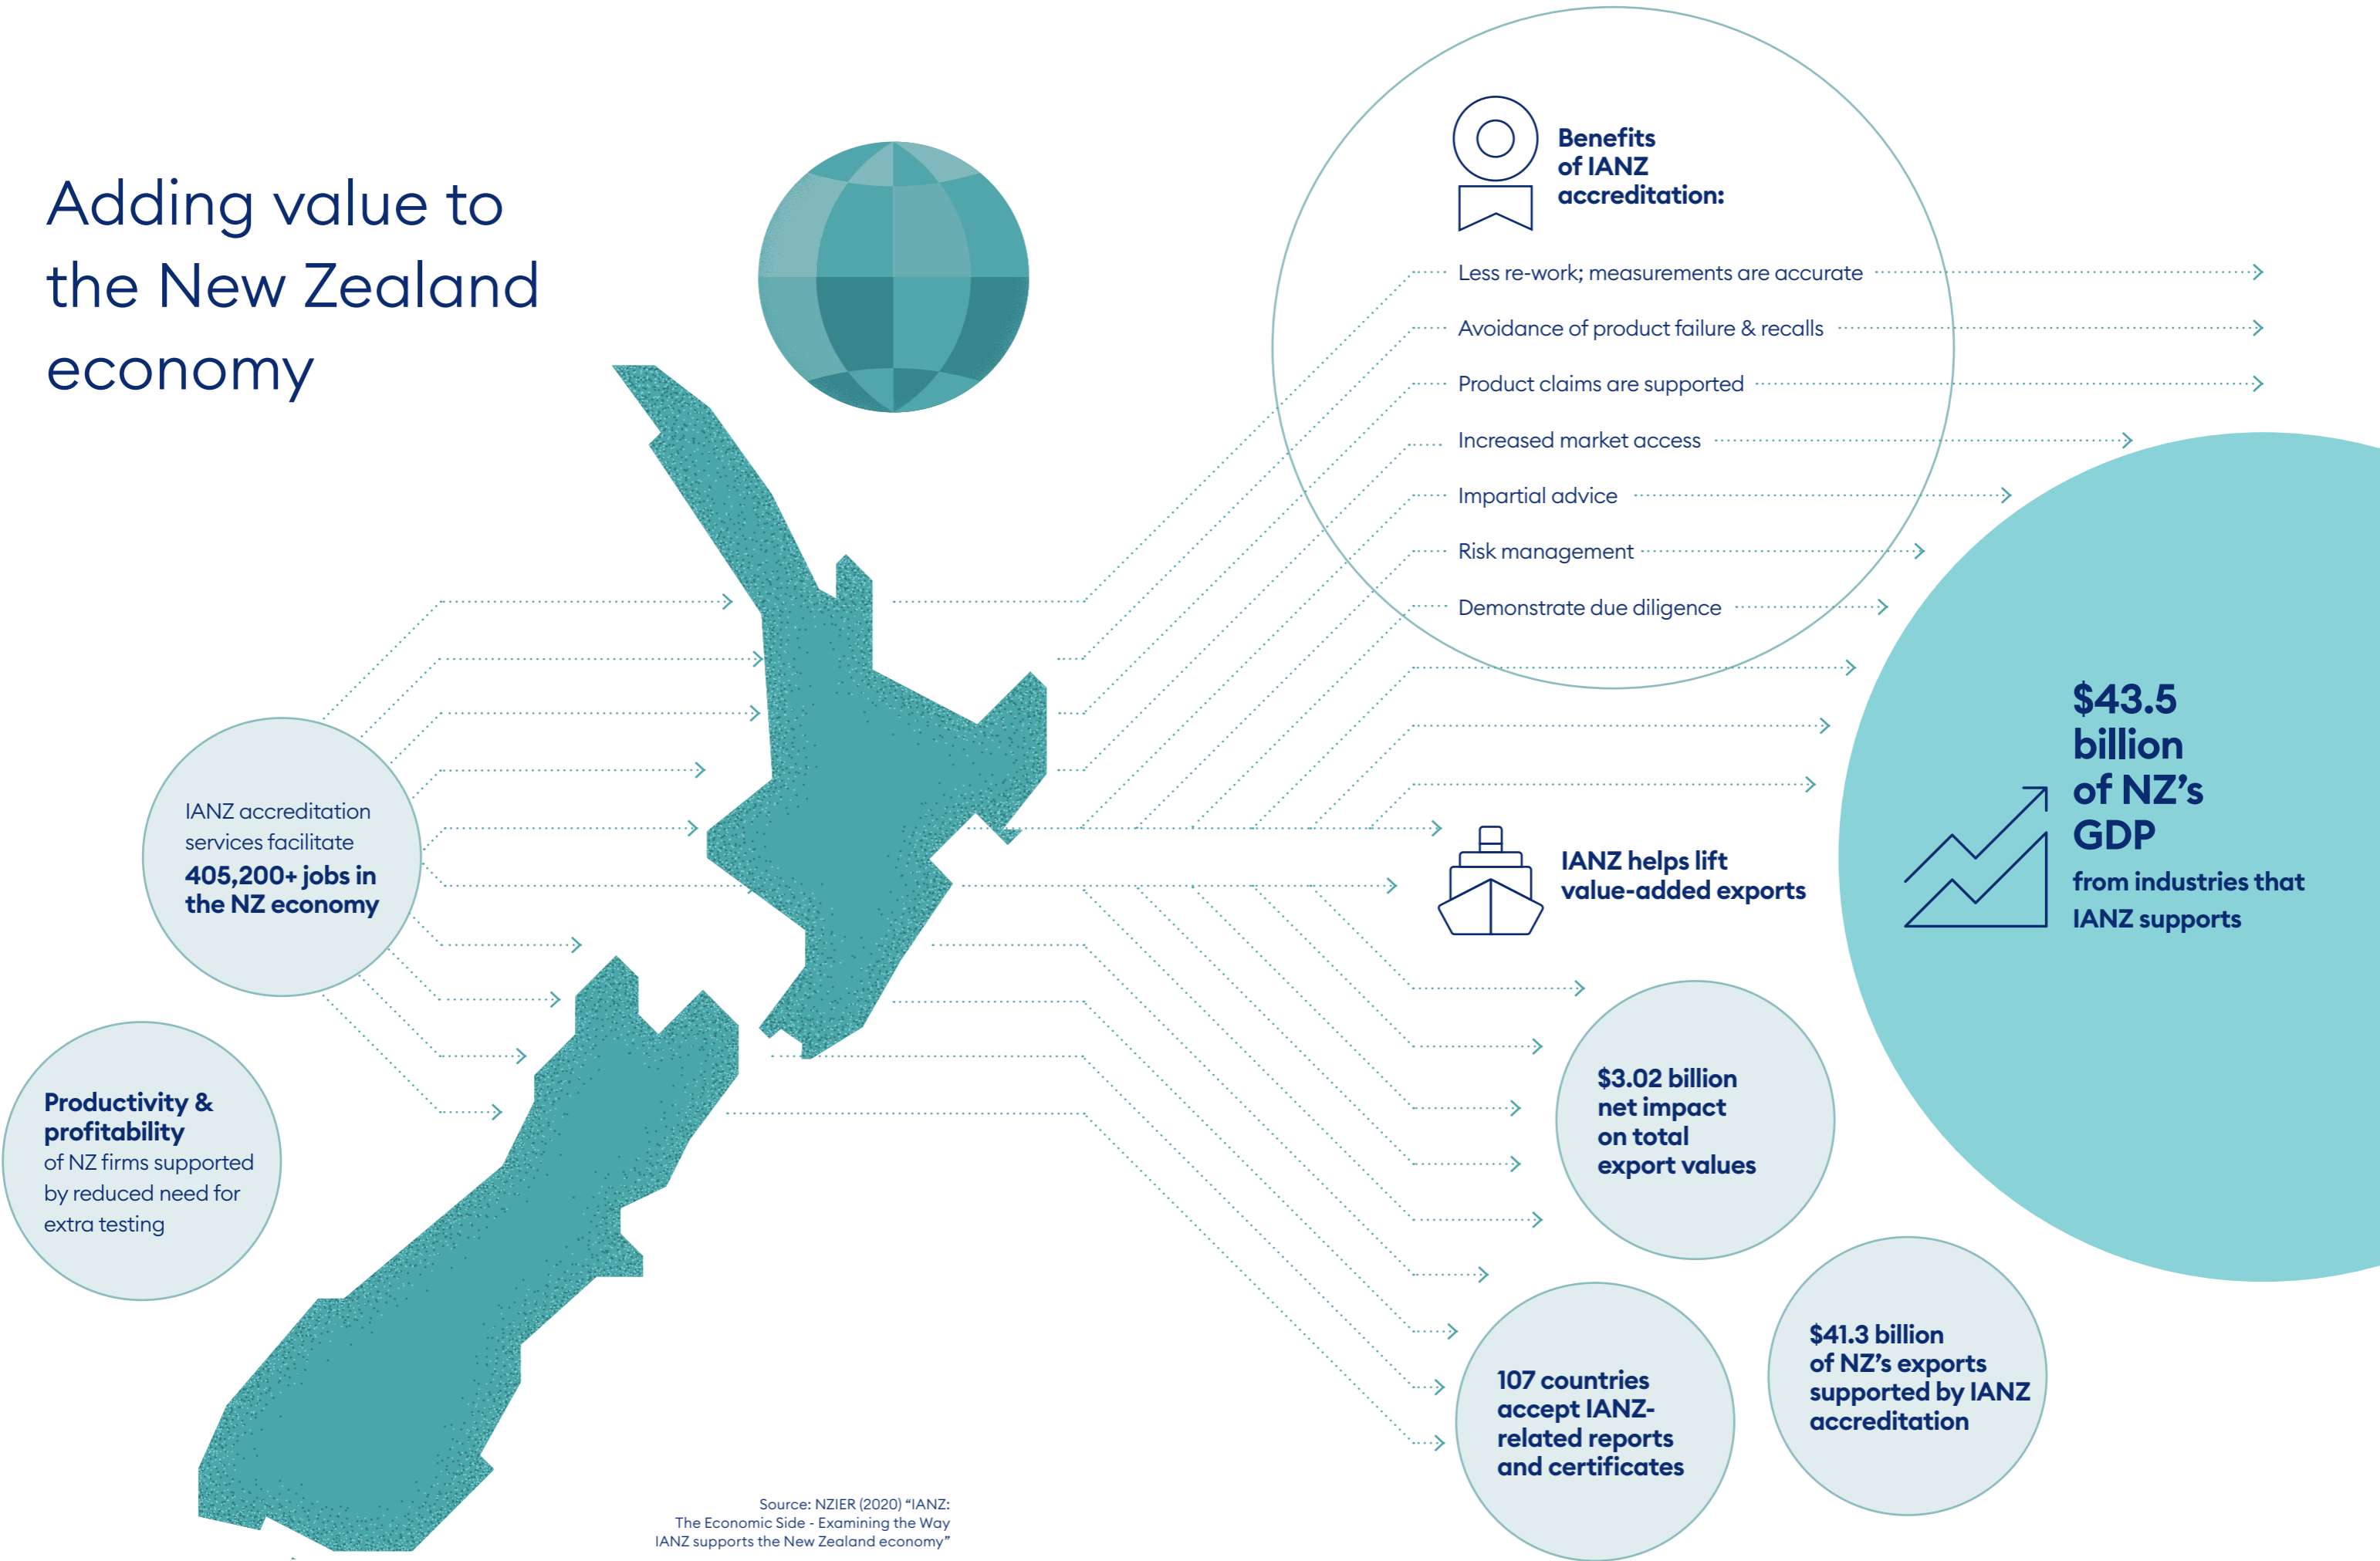 Adding value to
the New Zealand
economy
Benefits
of IANZ
accreditation:
Less re-work; measurements are accurate
Avoidance of product failure & recalls
Product claims are supported
Increased market access
Impartial advice
Risk management
Demonstrate due diligence
IANZ accreditation
services facilitate
405,200+ jobs in
the NZ economy
Productivity &
profitability
of NZ firms supported
by reduced need for
extra testing
IANZ helps lift
value-added exports
$43.5
billion
of NZ’s
GDP
from industries that
IANZ supports
$3.02 billion
net impact
on total
export values
$41.3 billion
of NZ’s exports
supported by IANZ
accreditation
107 countries
accept IANZ-
related reports
and certificates
Source: NZIER (2020) “IANZ:
The Economic Side - Examining the Way
IANZ supports the New Zealand economy”